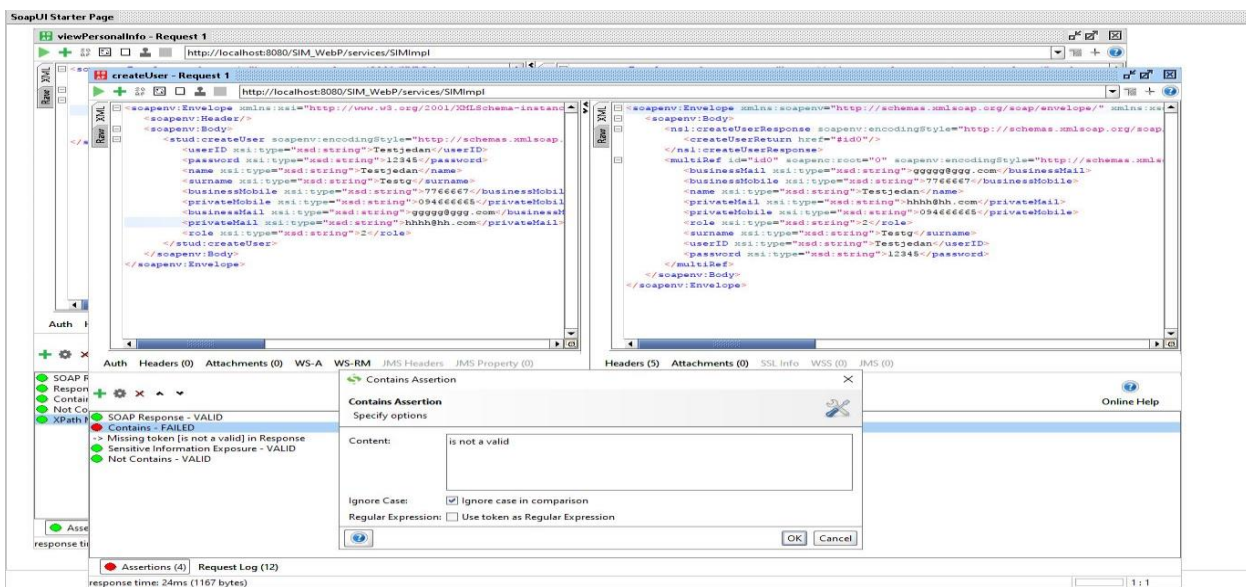 SoapUI Starter Page
viewPersonalInfo - Request 1
http://localhost:8080/SIM_WebP/services/SIMImpl
createUser - Request 1
http://localhost:8080/SIM_WebP/services/SIMImpl
XML
Raw
<soapenv:Envelope xmlns:xsi="http://www.w3.org/2001/XMLSchema-instanc
<soapenv:Header/>
<soapenv:Body>
<stud:createUser soapenv:encodingStyle="http://schemas.xmlsoap.
<userID xsi:type="xsd:string">Testjedan</userID>
<password xsi:type="xsd:string">12345</password>
<name xsi:type="xsd:string">Testjedan</name>
<surname xsi:type="xsd:string">Testg</surname>
<businessMobile xsi:type="xsd:string">7766667</businessMobil
<privateMobile xsi:type="xsd:string">094666665</privateMobil
<businessMail xsi:type="xsd:string">ggggg@ggg.com</businessM
<privateMail xsi:type="xsd:string">hhhh@hh.com</privateMail>
<role xsi:type="xsd:string">2</role>
</stud:createUser>
</soapenv:Body>
</soapenv:Envelope>
XML
Raw
<soapenv:Envelope xmlns:soapenv="http://schemas.xmlsoap.org/soap/envelope/" xmlns:xs
<soapenv:Body>
<ns1:createUserResponse soapenv:encodingStyle="http://schemas.xmlsoap.org/soap
<createUserReturn href="#id0"/>
</ns1:createUserResponse>
<multiRef id="id0" soapenc:root="0" soapenv:encodingStyle="http://schemas.xmls
<businessMail xsi:type="xsd:string">ggggg@ggg.com</businessMail>
<businessMobile xsi:type="xsd:string">7766667</businessMobile>
<name xsi:type="xsd:string">Testjedan</name>
<privateMail xsi:type="xsd:string">hhhh@hh.com</privateMail>
<privateMobile xsi:type="xsd:string">094666665</privateMobile>
<role xsi:type="xsd:string">2</role>
<surname xsi:type="xsd:string">Testg</surname>
<userID xsi:type="xsd:string">Testjedan</userID>
<password xsi:type="xsd:string">12345</password>
</multiRef>
</soapenv:Body>
</soapenv:Envelope>
XML
Raw
Auth H
Auth Headers (0) Attachments (0) WS-A WS-RM JMS Headers JMS Property (0)
Headers (5) Attachments (0) SSL Info WSS (0) JMS (0)
SOAP R
Respon
Contain
Not Co
XPath M
Online Help
SOAP Response - VALID
Contains - FAILED
-> Missing token [is not a valid] in Response
Sensitive Information Exposure - VALID
Not Contains - VALID
Contains Assertion
Contains Assertion
Specify options
Content:
is not a valid
Ignore Case: Ignore case in comparison
Regular Expression: Use token as Regular Expression
OK Cancel
Asse
response ti
Assertions (4) Request Log (12)
response time: 24ms (1167 bytes)
1 : 1